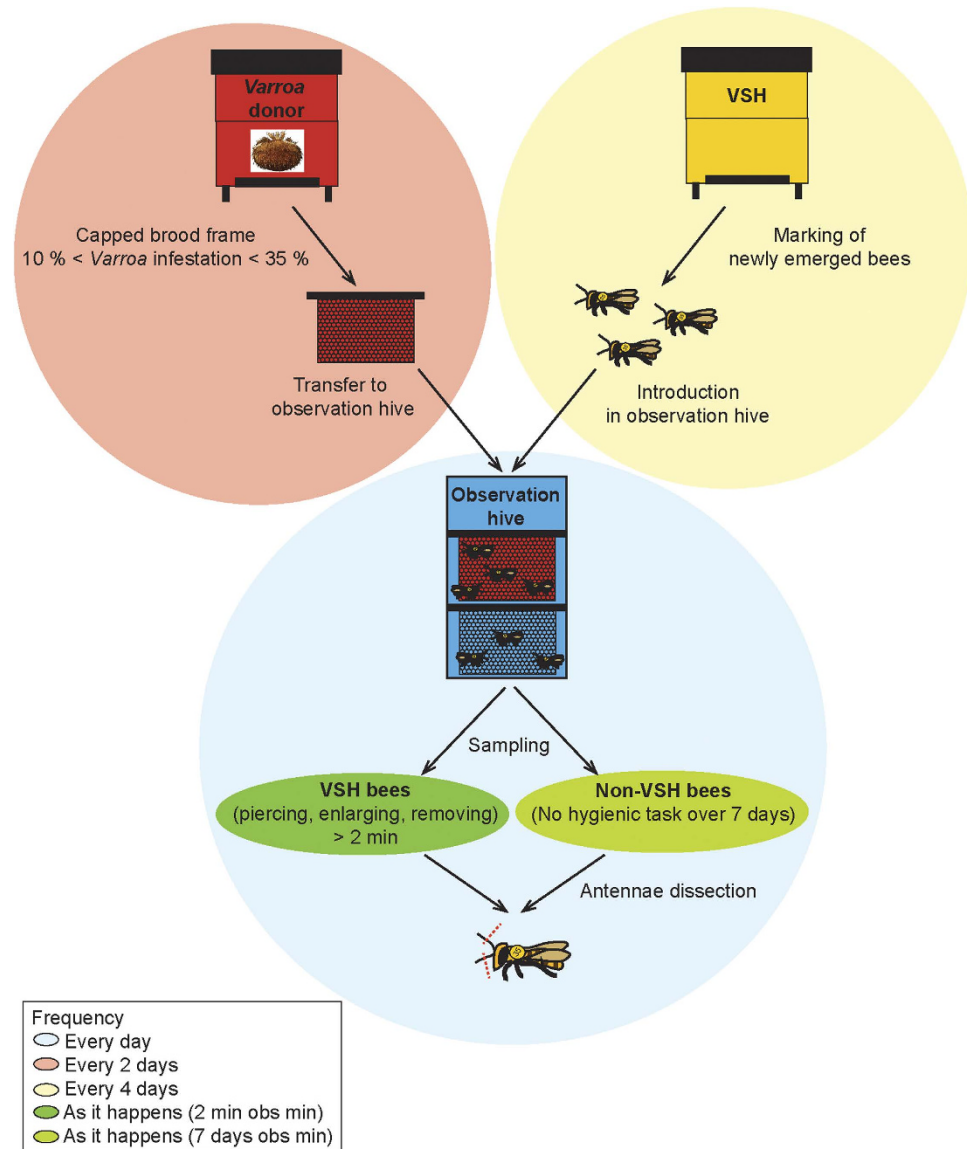 Varroa
donor
VSH
Capped brood frame
10 % < Varroa infestation < 35 %
Marking of
newly emerged bees
Transfer to
observation hive
Introduction
in observation hive
Observation
hive
Sampling
VSH bees
(piercing, enlarging, removing)
> 2 min
Non-VSH bees
(No hygienic task over 7 days)
Antennae dissection
Frequency
Every day
Every 2 days
Every 4 days
As it happens (2 min obs min)
As it happens (7 days obs min)